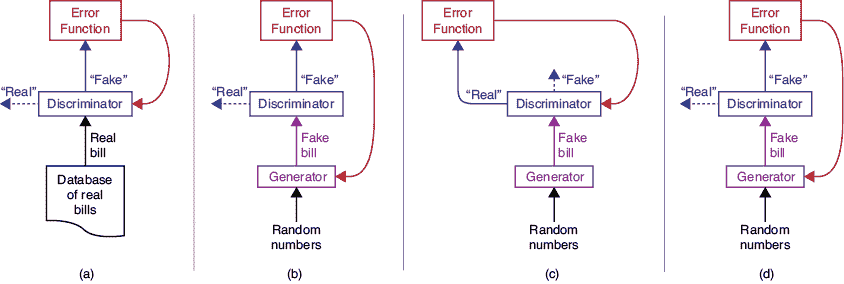 Error
Function
"Real"
"Fake"
Discriminator
Real
bill
Database
of real
bills
(a)
Error
Function
"Real"
"Fake"
Discriminator
Fake
bill
Generator
Random
numbers
(b)
Error
Function
"Real"
"Fake"
Discriminator
Fake
bill
Generator
Random
numbers
(c)
Error
Function
"Real"
"Fake"
Discriminator
Fake
bill
Generator
Random
numbers
(d)